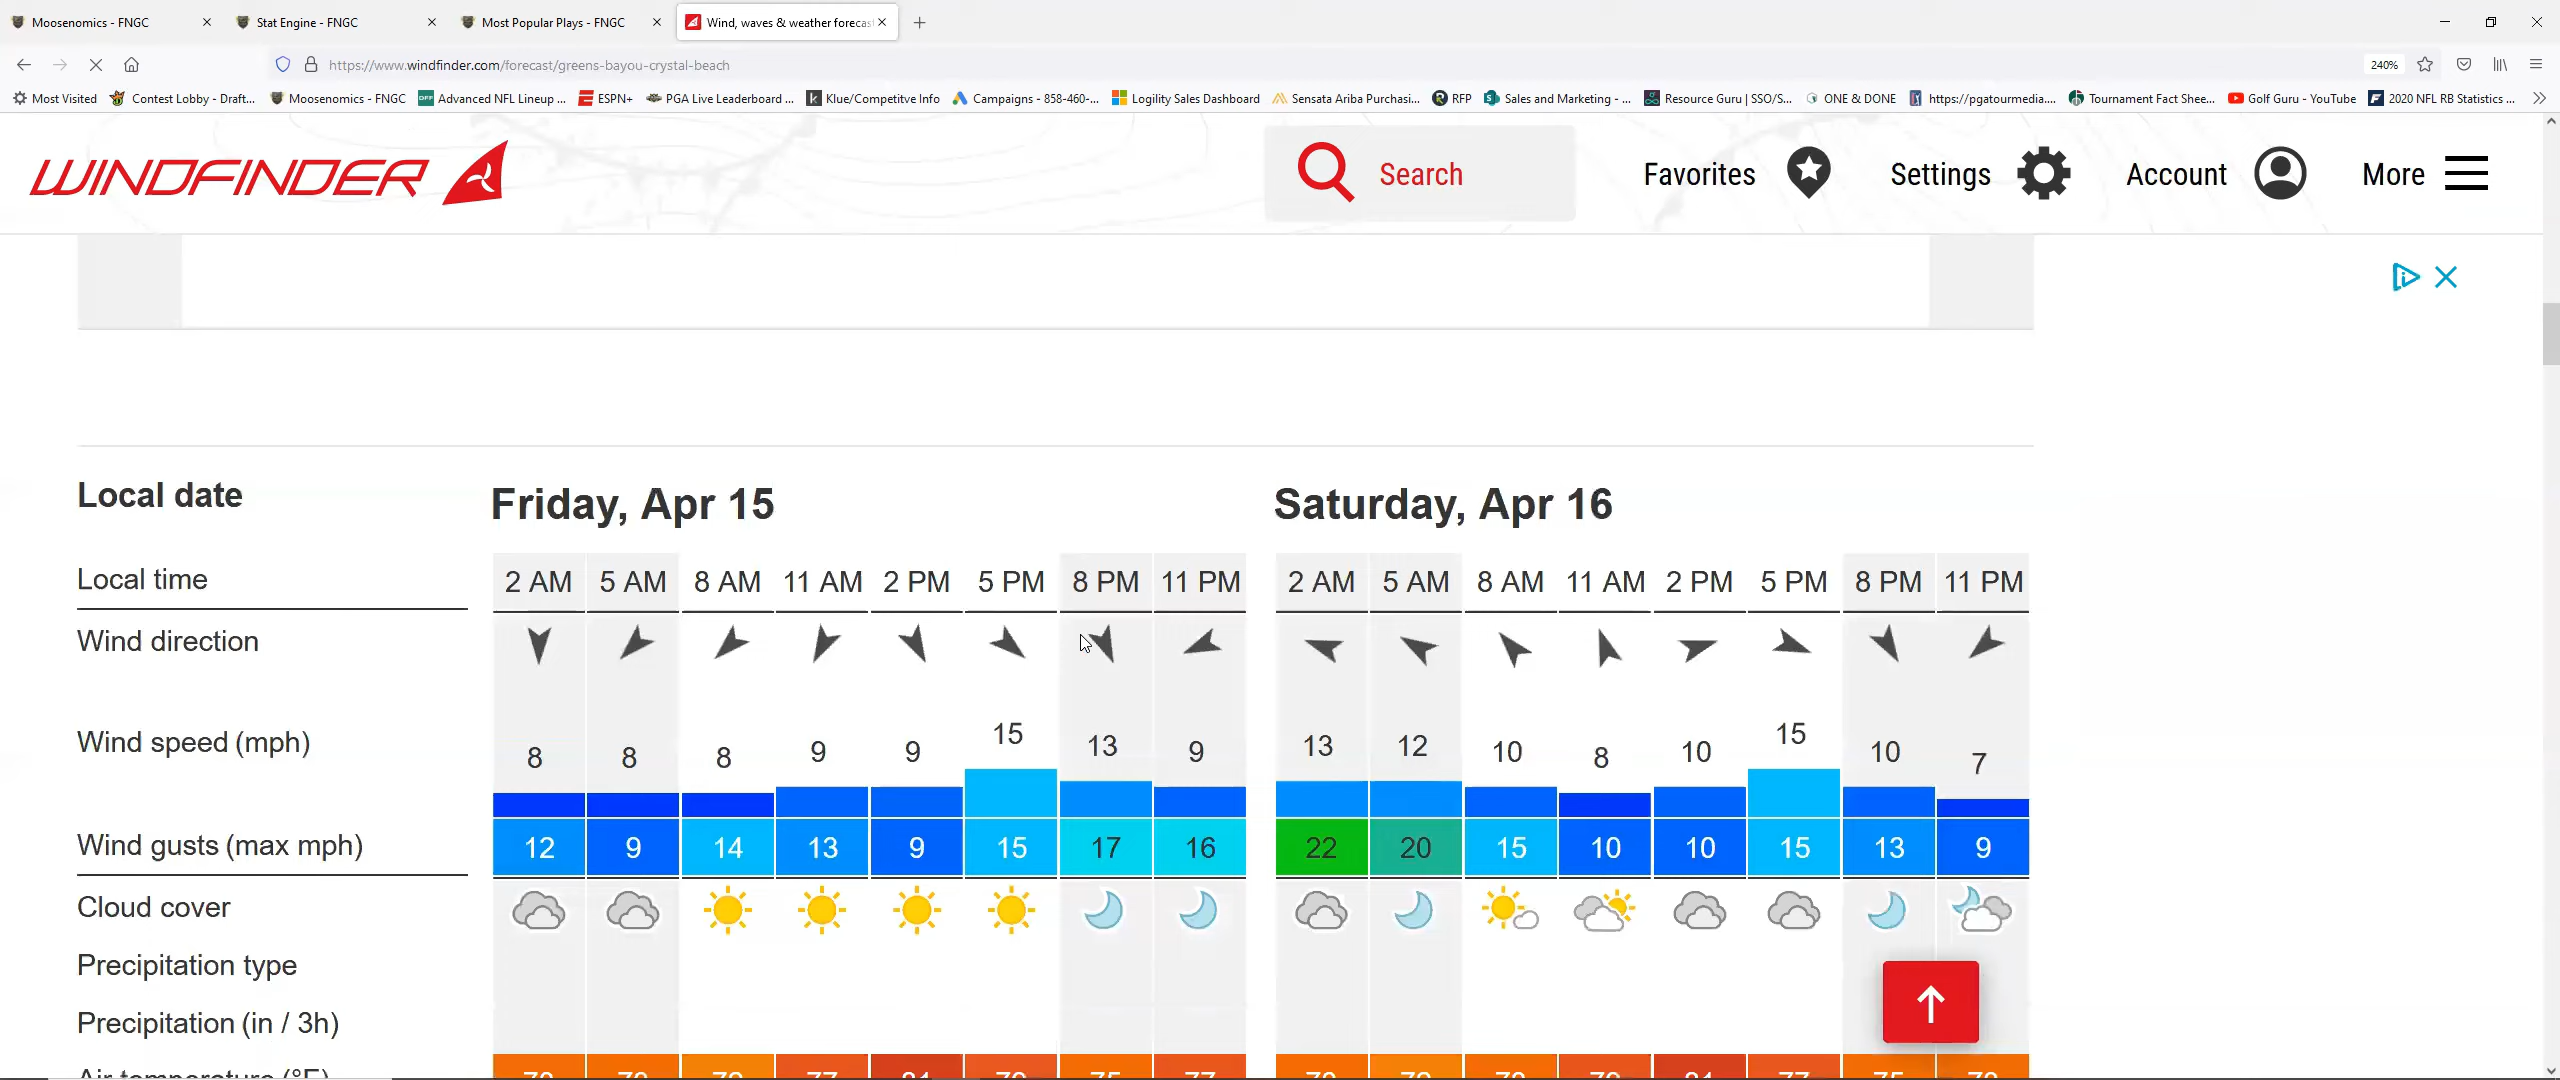 Moosenomics - FNGC
Stat Engine - FNGC
Most Popular Plays - FNGC
Wind, waves & weather forecas
https://www.windfinder.com/forecast/greens-bayou-crystal-beach
240%
Most Visited
Contest Lobby - Draft...
Moosenomics - FNGC
DFF
Advanced NFL Lineup ...
ESPN+
PGA Live Leaderboard ...
Klue/Competitve Info
Campaigns - 858-460-...
Logility Sales Dashboard
Sensata Ariba Purchasi...
RFP
Sales and Marketing - ...
Resource Guru | SSO/S...
ONE & DONE
https://pgatourmedia....
Tournament Fact Shee...
Golf Guru - YouTube
2020 NFL RB Statistics ...
WINDFINDER
Search
Favorites
Settings
Account
More
Local date
Friday, Apr 15
Saturday, Apr 16
Local time
2 AM 5 AM 8 AM 11 AM 2 PM 5 PM 8 PM 11 PM
2 AM 5 AM 8 AM 11 AM 2 PM 5 PM 8 PM 11 PM
Wind direction
Wind speed (mph)
8 8 8 9 9 15 13 9
13 12 10 8 10 15 10 7
Wind gusts (max mph)
12 9 14 13 9 15 17 16
22 20 15 10 10 15 13 9
Cloud cover
Precipitation type
Precipitation (in / 3h)
Air temperature (°F)